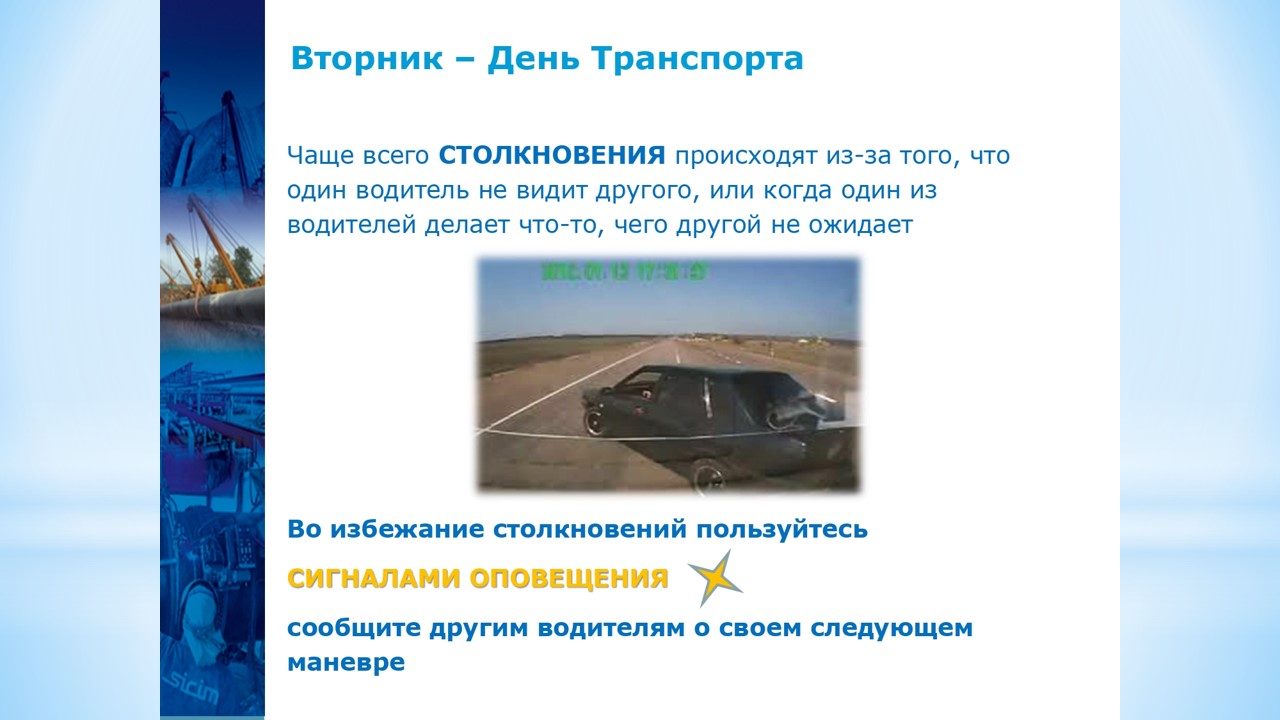 Вторник – День Транспорта
Чаще всего СТОЛКНОВЕНИЯ происходят из-за того, что
один водитель не видит другого, или когда один из
водителей делает что-то, чего другой не ожидает
Во избежание столкновений пользуйтесь
СИГНАЛАМИ ОПОВЕЩЕНИЯ
сообщите другим водителям о своем следующем
маневре
sicim